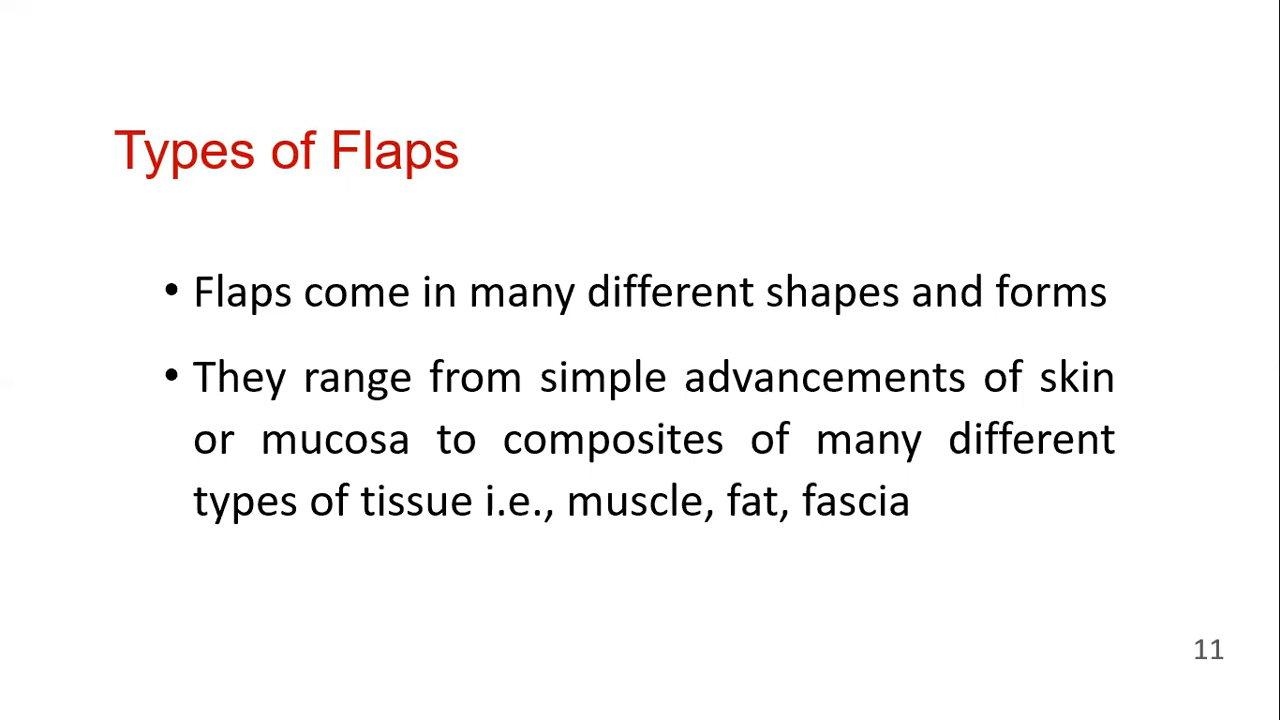 Types of Flaps
• Flaps come in many different shapes and forms
• They range from simple advancements of skin
or mucosa to composites of many different
types of tissue i.e., muscle, fat, fascia
11